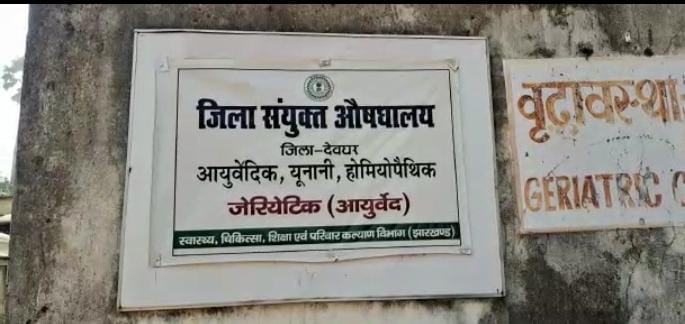 जिला संयुक्त औषधालय
जिला-देवघर
आयुर्वेदिक, यूनानी, होमियोपैथिक
जेरियेटिक (आयुर्वेद)
स्वास्थ्य, चिकित्सा, शिक्षा एवं परिवार कल्याण विभाग (झारखण्ड)
वृद्धावस्था
GERIATRIC C